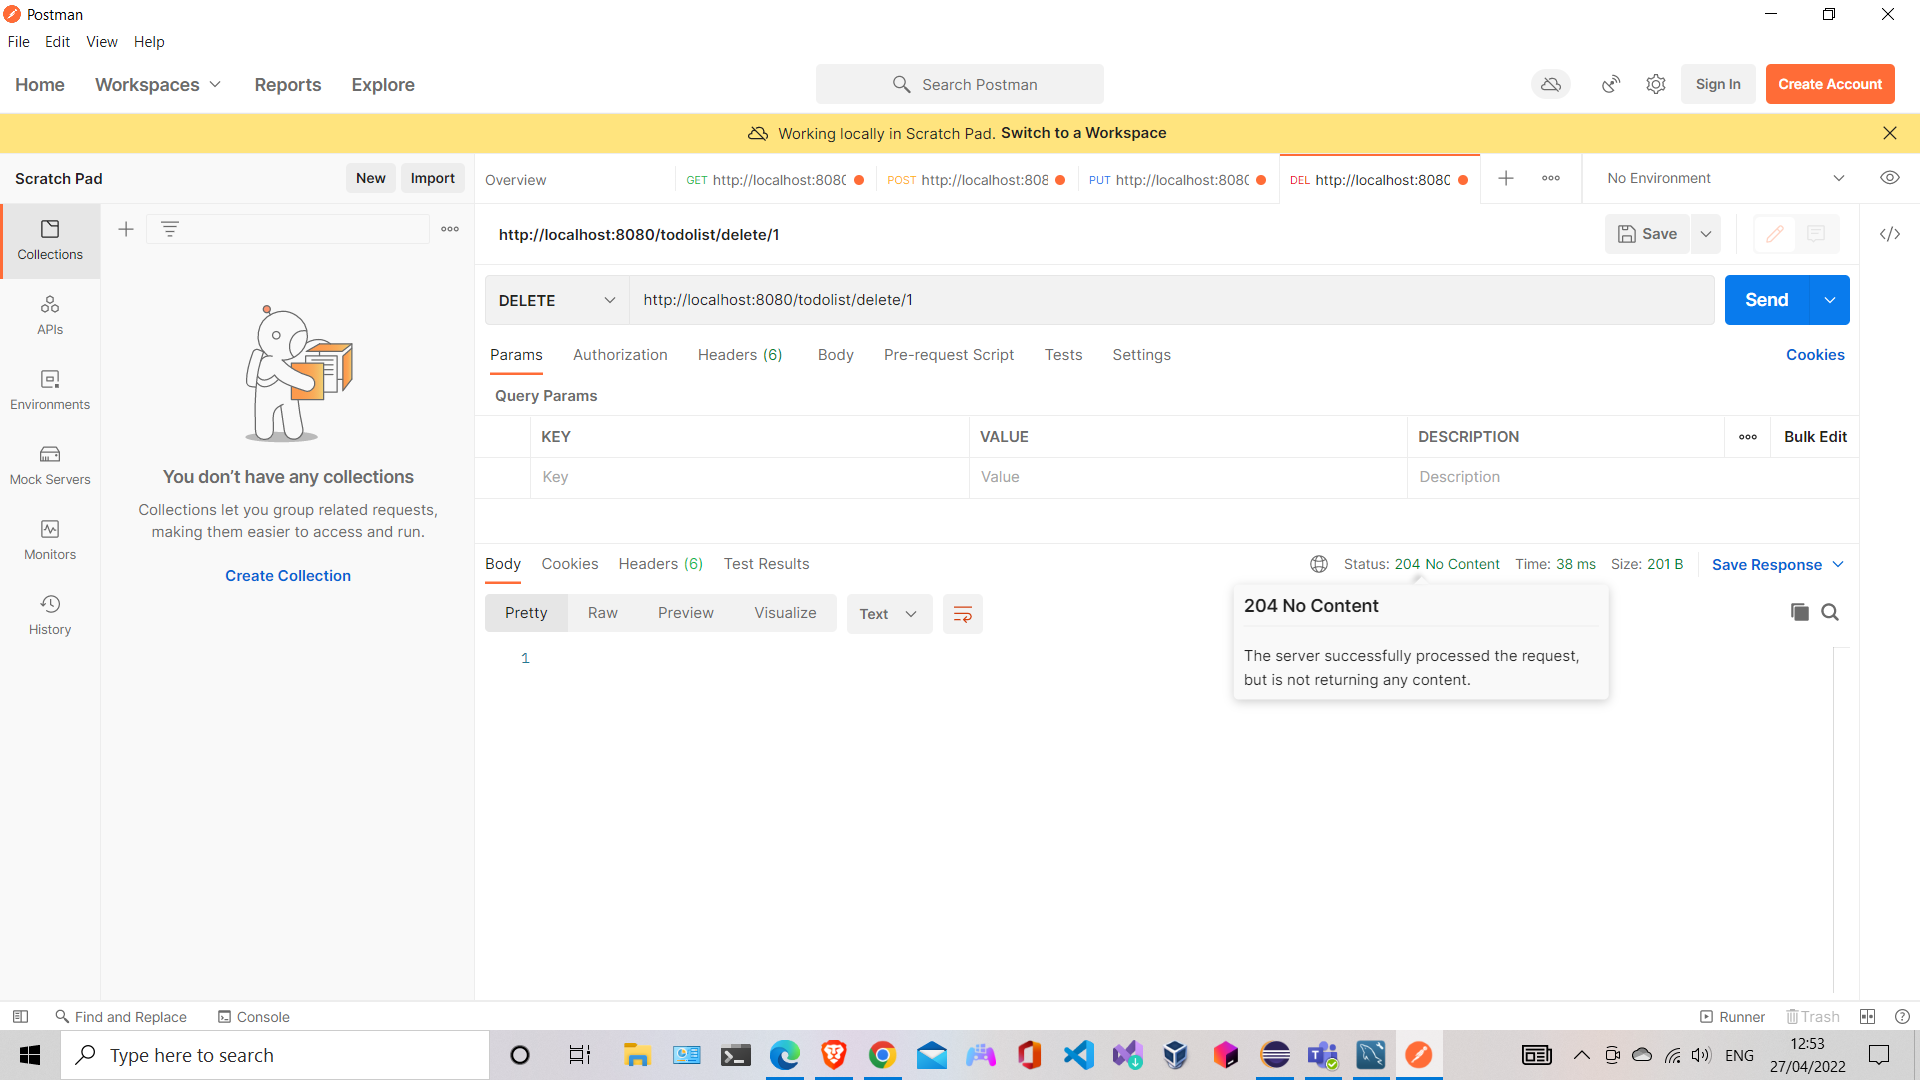 Postman
File Edit View Help
Home Workspaces Reports Explore
Search Postman
Sign In
Create Account
Working locally in Scratch Pad. Switch to a Workspace
Scratch Pad
New
Import
Overview
GET http://localhost:8080
POST http://localhost:808
PUT http://localhost:8080
DEL http://localhost:8080
No Environment
Collections
APIs
Environments
Mock Servers
Monitors
History
You don’t have any collections
Collections let you group related requests,
making them easier to access and run.
Create Collection
http://localhost:8080/todolist/delete/1
Save
DELETE
http://localhost:8080/todolist/delete/1
Send
Params Authorization Headers (6) Body Pre-request Script Tests Settings
Cookies
Query Params
KEY VALUE DESCRIPTION
Bulk Edit
Key Value Description
Body Cookies Headers (6) Test Results
Status: 204 No Content Time: 38 ms Size: 201 B
Save Response
Pretty Raw Preview Visualize
Text
204 No Content
The server successfully processed the request,
but is not returning any content.
1
Find and Replace
Console
Runner
Trash
Type here to search
ENG
12:53
27/04/2022